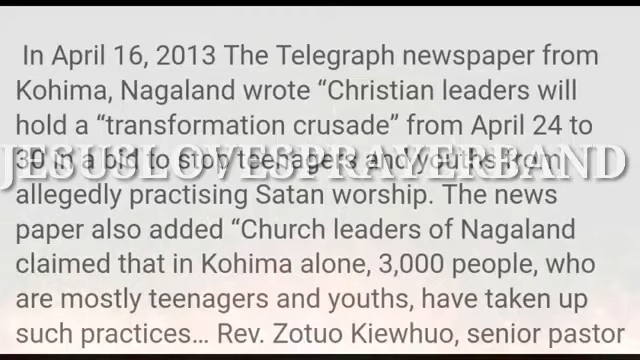 In April 16, 2013 The Telegraph newspaper from
Kohima, Nagaland wrote “Christian leaders will
hold a “transformation crusade” from April 24 to
30 in a bid to stop teenagers and youths from
JESUSLOVESPRAYERBAND
allegedly practising Satan worship. The news
paper also added “Church leaders of Nagaland
claimed that in Kohima alone, 3,000 people, who
are mostly teenagers and youths, have taken up
such practices... Rev. Zotuo Kiewhuo, senior pastor